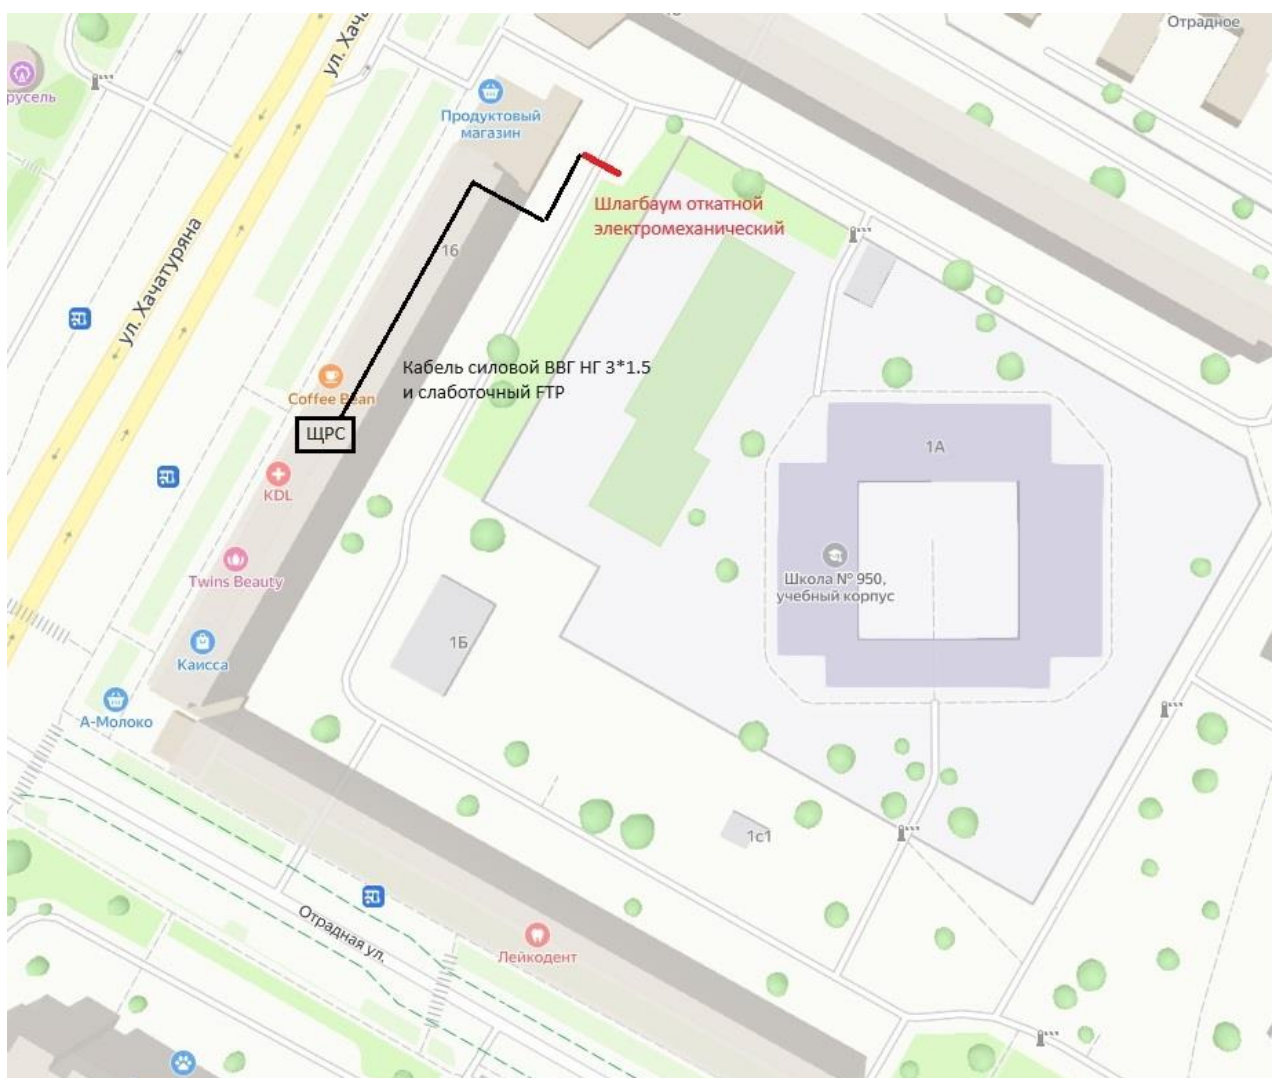 Отрадное
ул. Хача
русель
Продуктовый
магазин
Шлагбаум откатной
электромеханический
ул. Хачатуряна
16
Кабель силовой ВВГ НГ 3*1.5
и слаботочный FTP
Coffee Bean
ЩРС
1А
KDL
Twins Beauty
Школа № 950,
учебный корпус
1Б
Каисса
А-Молоко
1с1
Отрадная ул.
Лейкодент